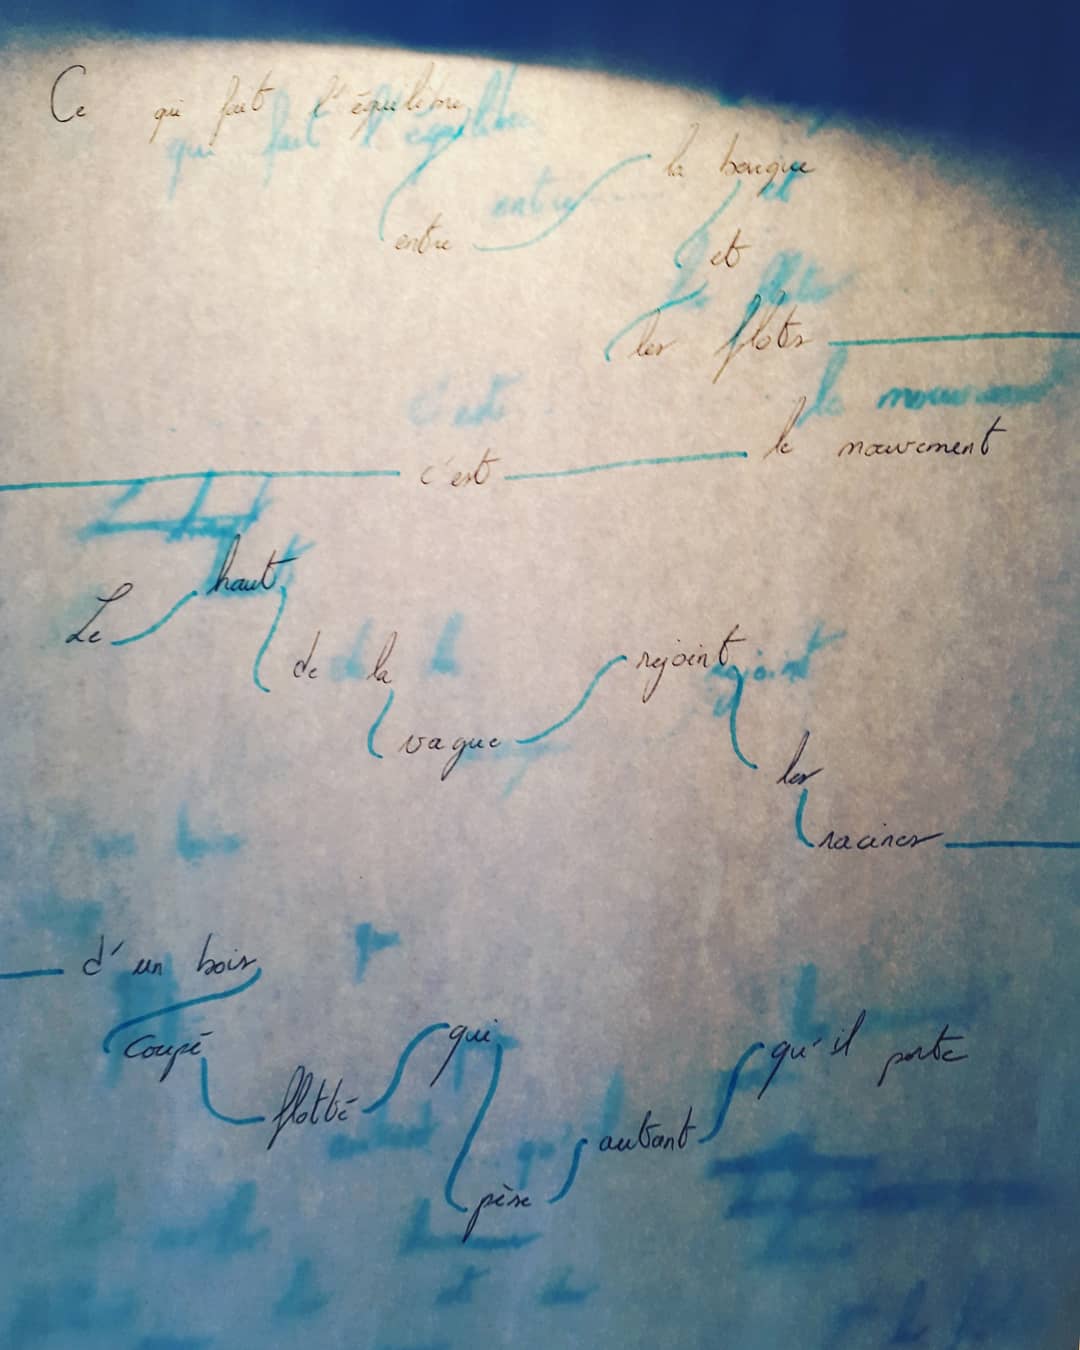 Ce qui fait l'équilibre
entre la barque
et
les flots
c'est le mouvement
Le haut
de la
vague rejoint
les
racines
d'un bois
coupé
flotté qui
pèse autant qu'il porte